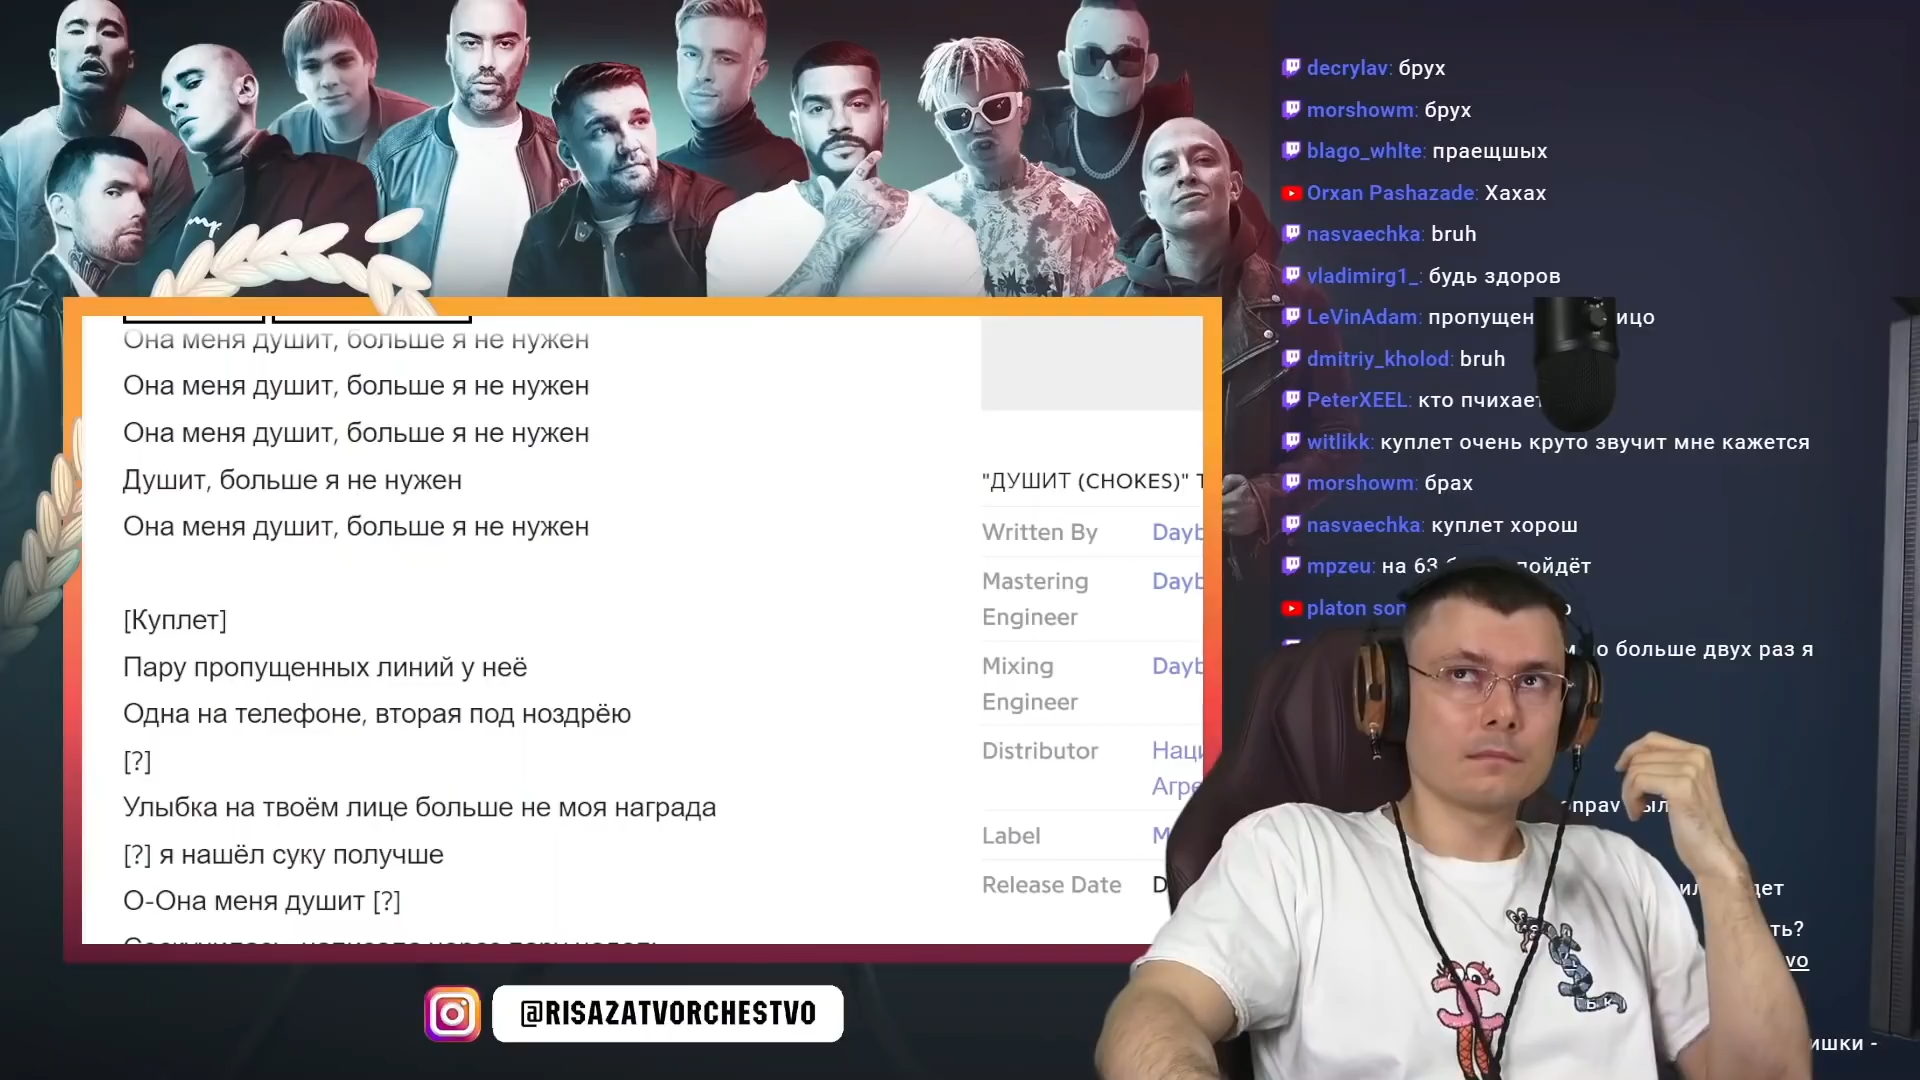 Она меня душит, больше я не нужен
Она меня душит, больше я не нужен
Она меня душит, больше я не нужен
Душит, больше я не нужен
Она меня душит, больше я не нужен
[Куплет]
Пару пропущенных линий у неё
Одна на телефоне, вторая под ноздрёю
[?]
Улыбка на твоём лице больше не моя награда
[?] я нашёл суку получше
О-Она меня душит [?]
"ДУШИТ (CHOKES)"
Written By
Mastering
Engineer
Mixing
Engineer
Distributor
Label
Release Date
@RISAZATVORCHESTVO
decrylav: брух
morshowm: брух
blago_whlte: праещшых
Orxan Pashazade: Хахах
nasvaechka: bruh
vladimirg1_: будь здоров
LeVinAdam:
dmitriy_kholod: bruh
PeterXEEL: кто пчихает
witlikk: куплет очень круто звучит мне кажется
morshowm: брах
nasvaechka: куплет хорош
mpzeu: на 63 пойдёт
platon
больше двух раз я